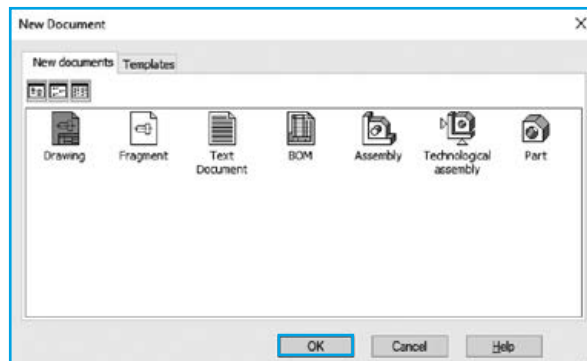 New Document
New documents Templates
Drawing Fragment Text Document BOM Assembly Technological assembly Part
OK Cancel Help